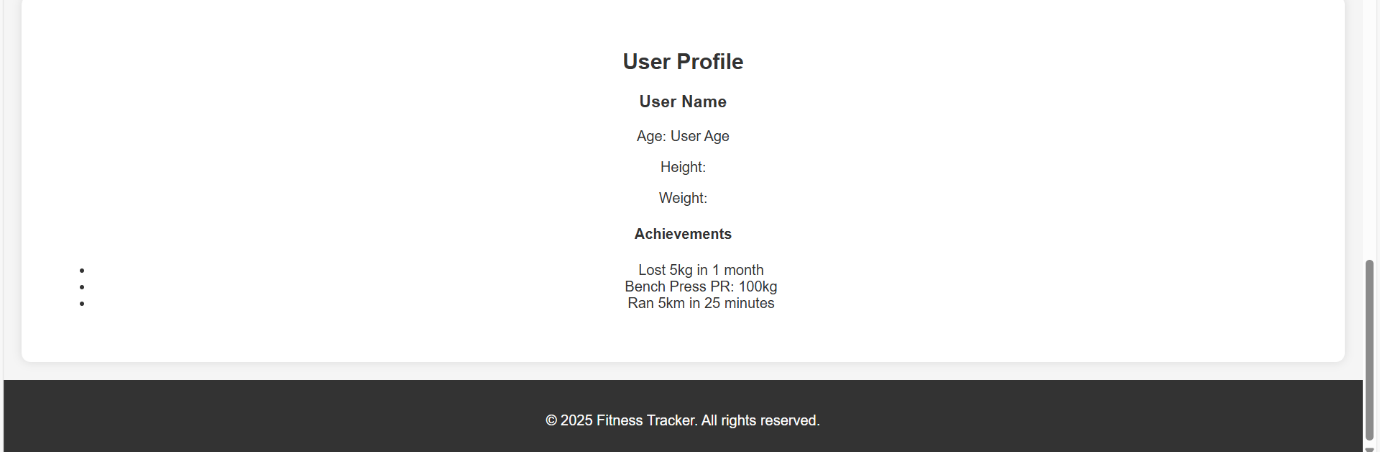 User Profile
User Name
Age: User Age
Height:
Weight:
Achievements
• Lost 5kg in 1 month
• Bench Press PR: 100kg
• Ran 5km in 25 minutes
© 2025 Fitness Tracker. All rights reserved.